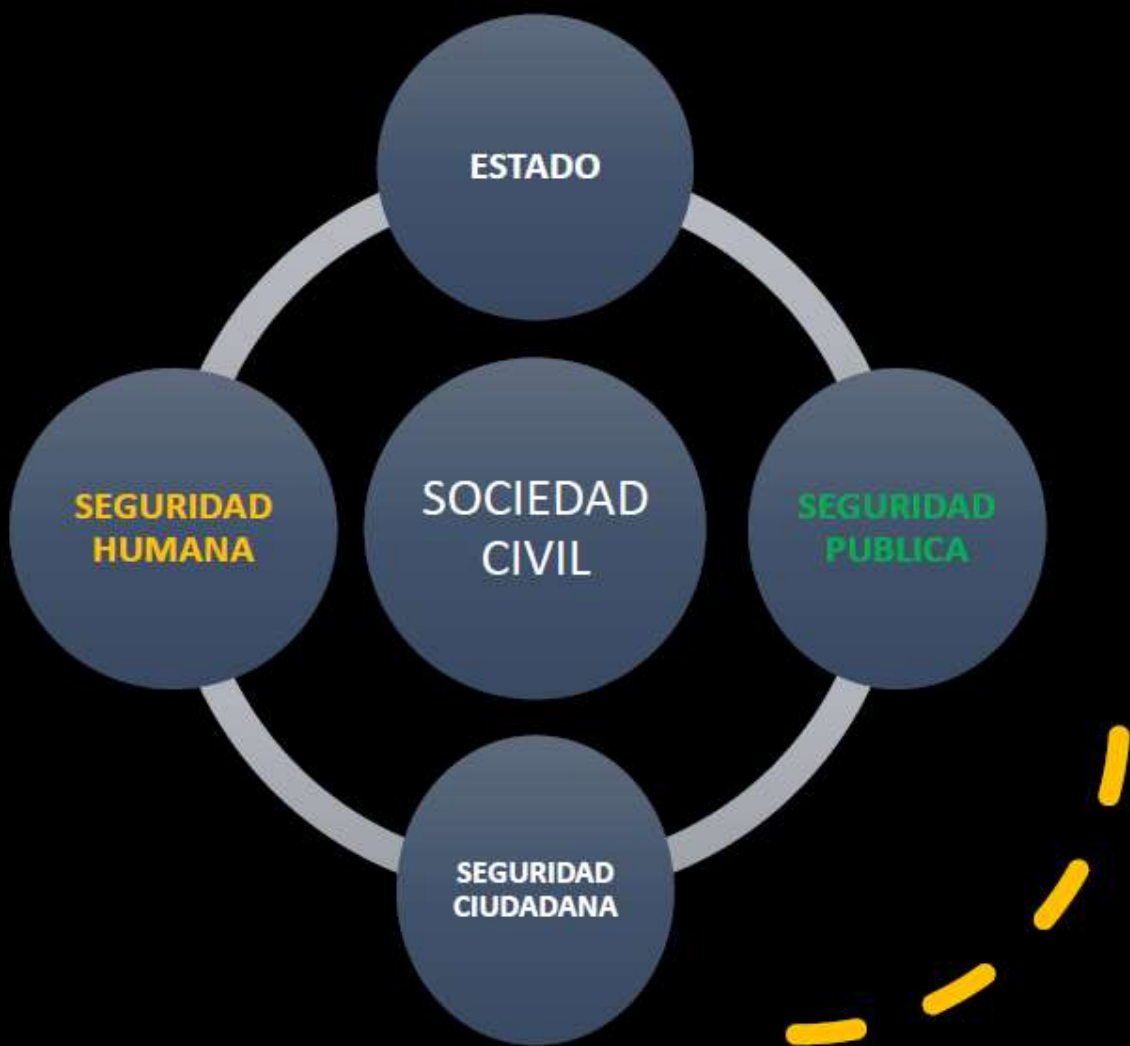 ESTADO
SEGURIDAD
HUMANA
SOCIEDAD
CIVIL
SEGURIDAD
PUBLICA
SEGURIDAD
CIUDADANA